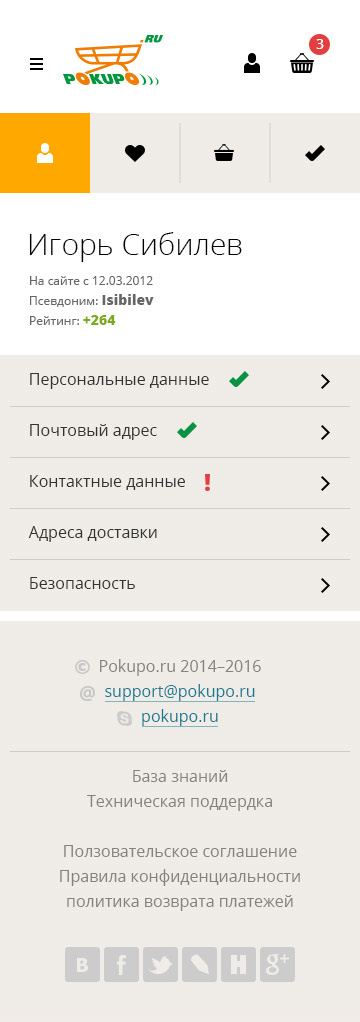 3
.RU
POKUPO
Игорь Сибилев
На сайте с 12.03.2012
Псевдоним: Isibilev
Рейтинг: +264
Персональные данные
Почтовый адрес
Контактные данные !
Адреса доставки
Безопасность
© Pokupo.ru 2014–2016
@ support@pokupo.ru
pokupo.ru
База знаний
Техническая поддердка
Ползовательское соглашение
Правила конфиденциальности
политика возврата платежей